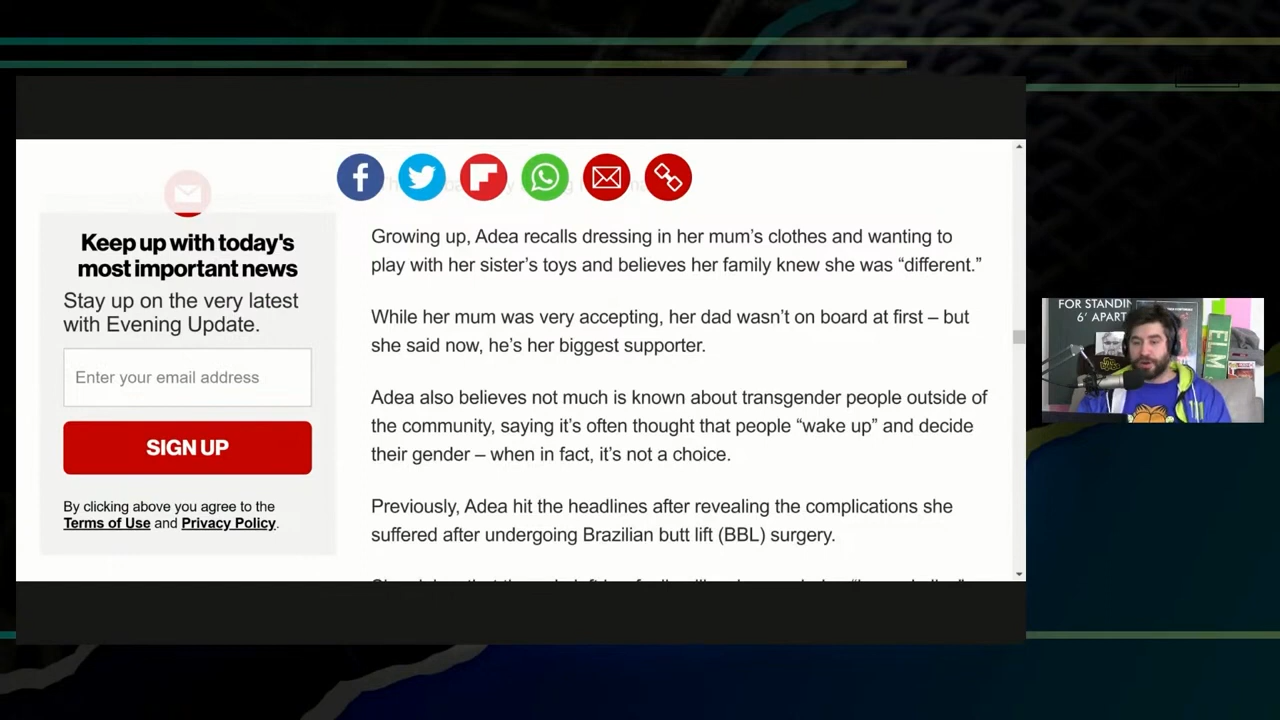 Keep up with today's
most important news
Stay up on the very latest
with Evening Update.
Enter your email address
SIGN UP
By clicking above you agree to the
Terms of Use and Privacy Policy.
Growing up, Adea recalls dressing in her mum’s clothes and wanting to
play with her sister’s toys and believes her family knew she was “different.”
While her mum was very accepting, her dad wasn’t on board at first – but
she said now, he’s her biggest supporter.
Adea also believes not much is known about transgender people outside of
the community, saying it’s often thought that people “wake up” and decide
their gender – when in fact, it’s not a choice.
Previously, Adea hit the headlines after revealing the complications she
suffered after undergoing Brazilian butt lift (BBL) surgery.
FOR STANDIN
6' APART
ELM